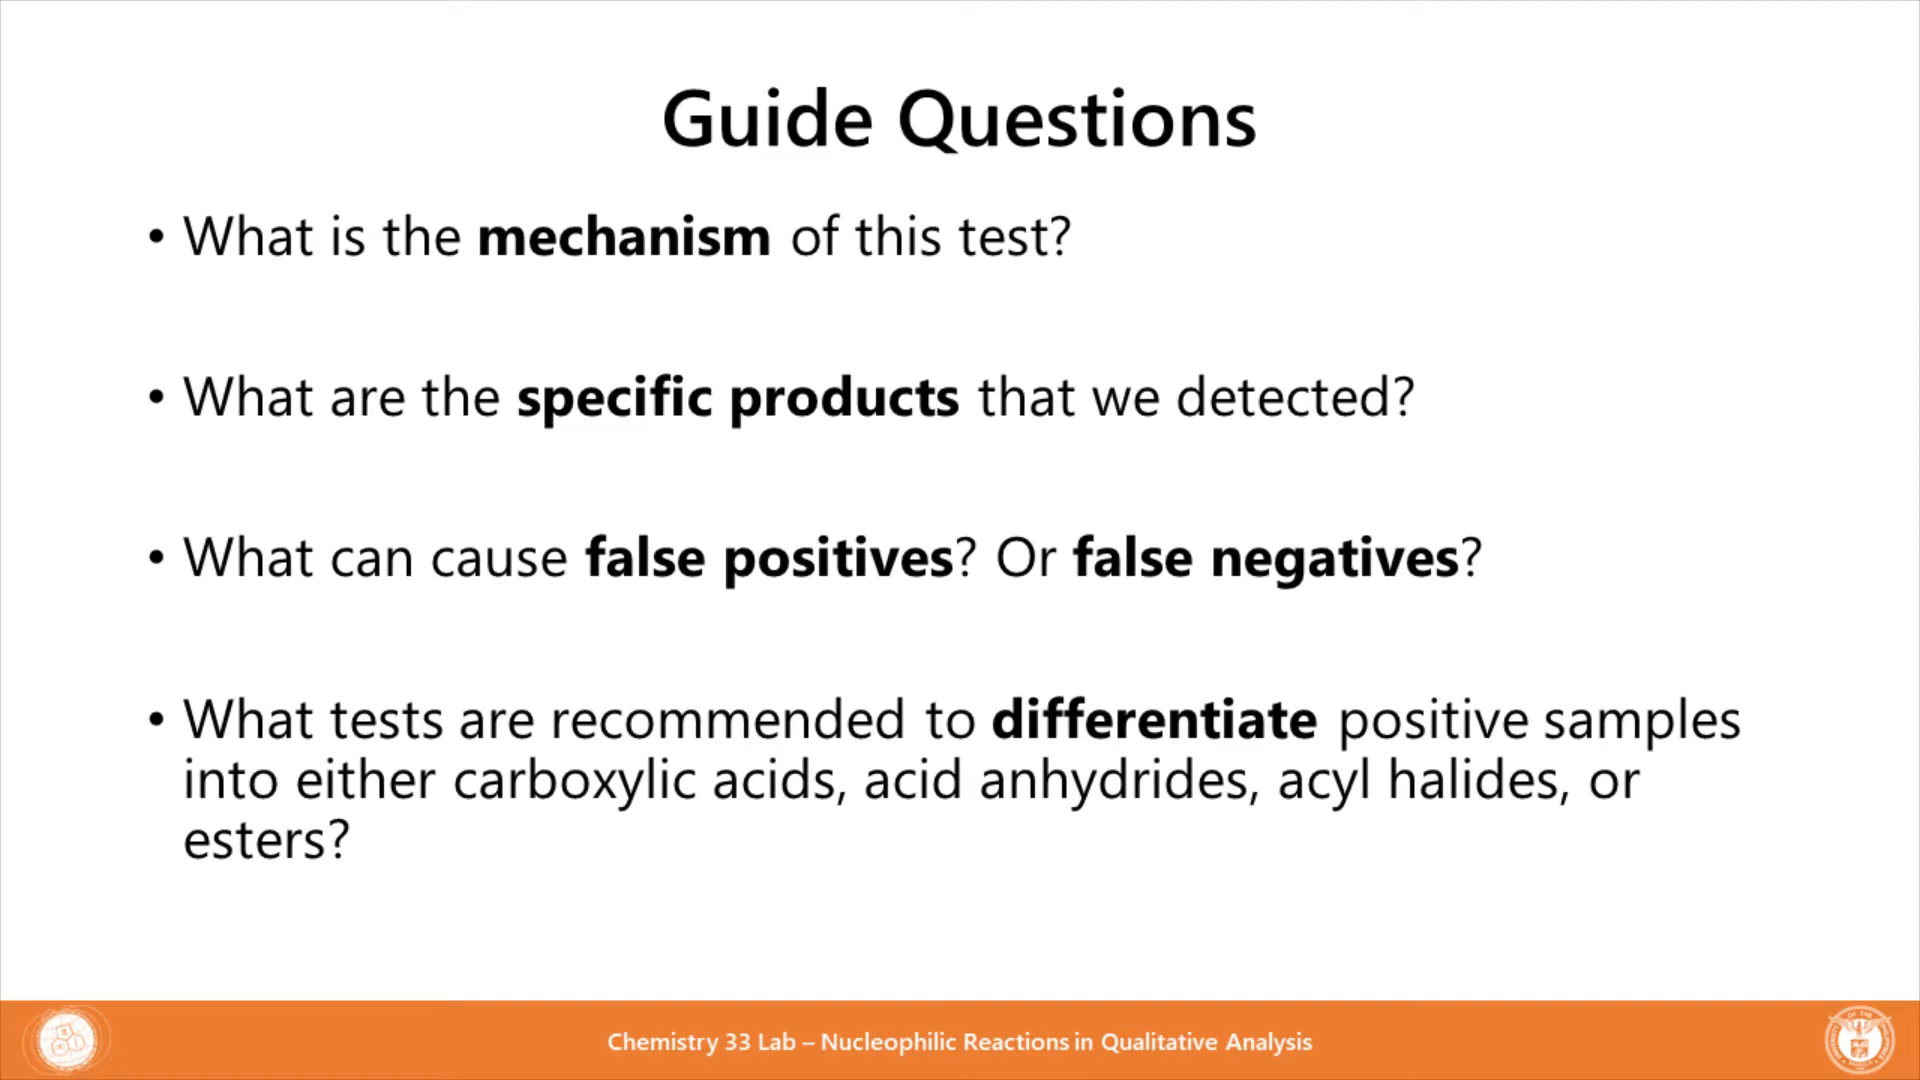 Guide Questions
• What is the mechanism of this test?
• What are the specific products that we detected?
• What can cause false positives? Or false negatives?
• What tests are recommended to differentiate positive samples
into either carboxylic acids, acid anhydrides, acyl halides, or
esters?
Chemistry 33 Lab – Nucleophilic Reactions in Qualitative Analysis